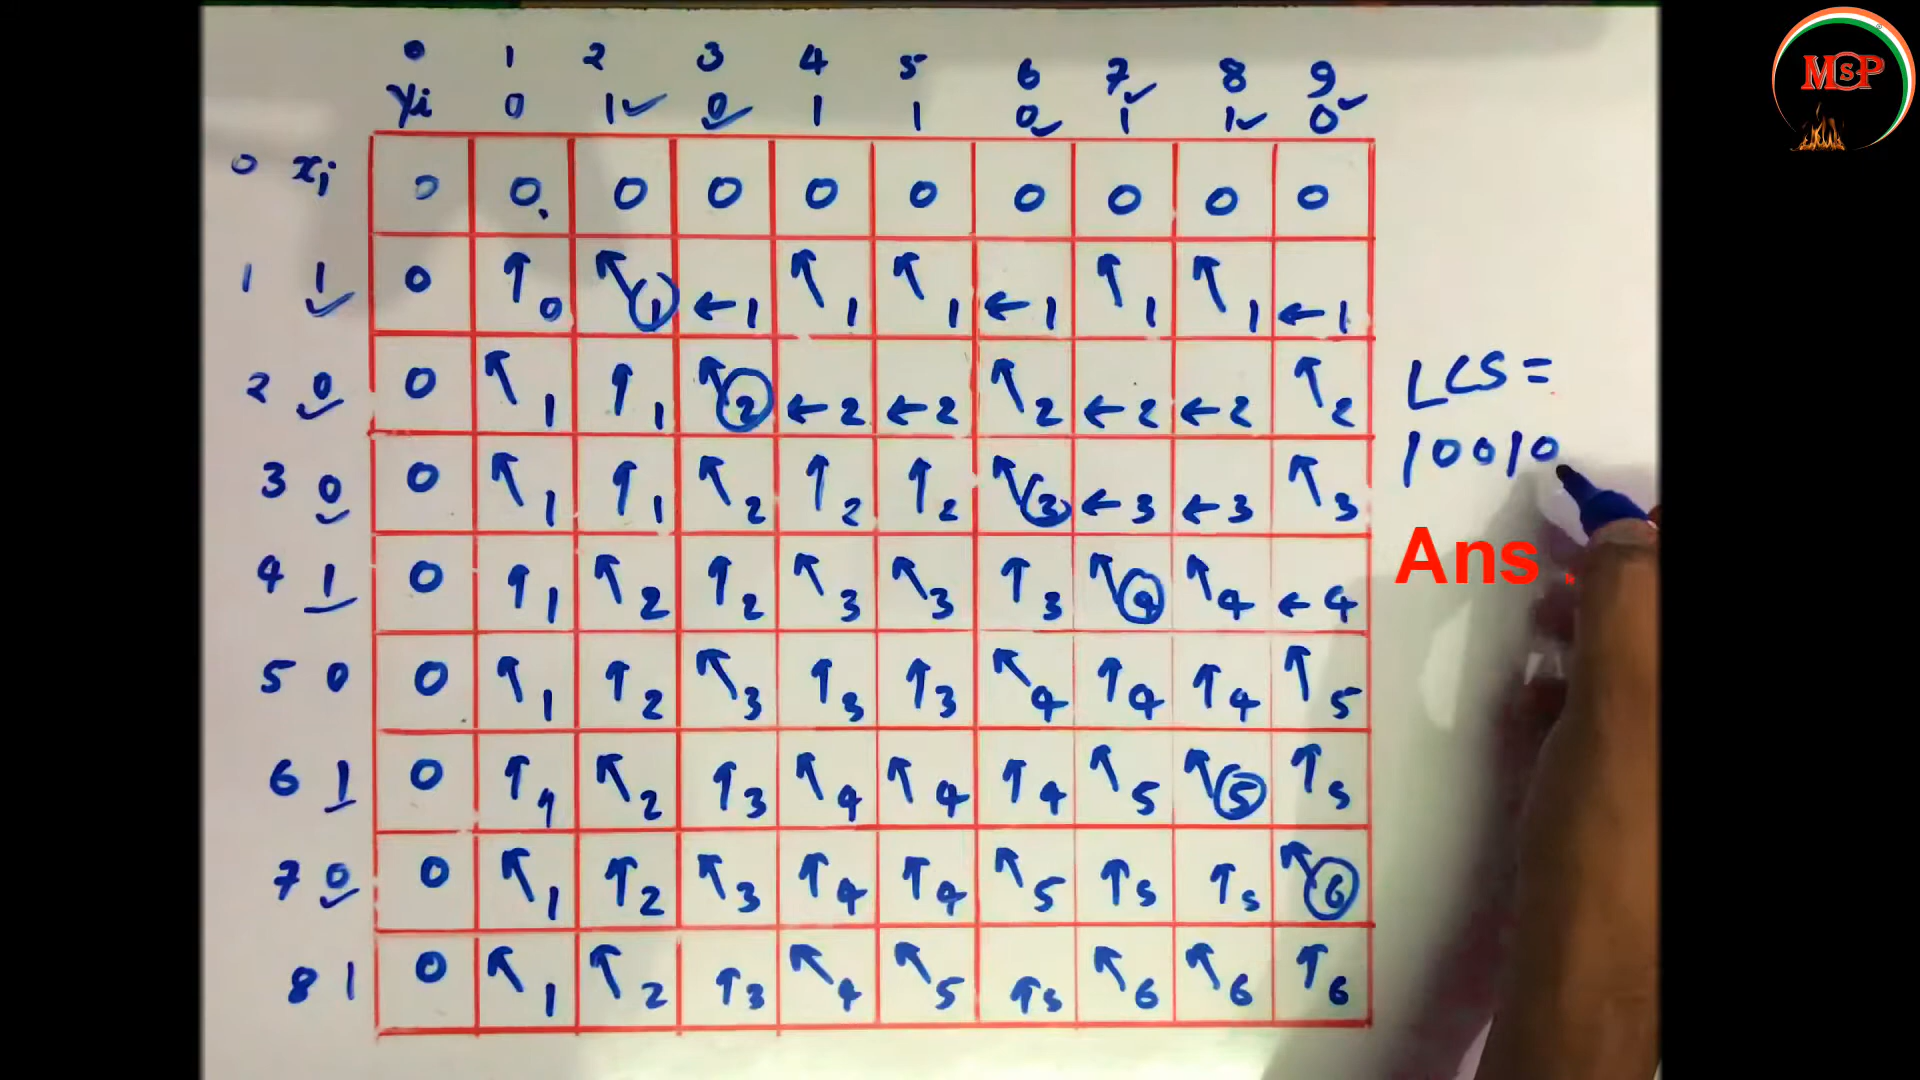 0 1 2 3 4 5 6 7 8 9
yi 0 1✓ 0✓ 1 1 0✓ 1✓ 1✓ 0✓
0 xi 0 0 0 0 0 0 0 0 0 0
1 1✓ 0 ↑0 ↖1 ←1 ↖1 ↖1 ←1 ↖1 ↖1 ←1
2 0✓ 0 ↖1 ↑1 ↖2 ←2 ←2 ↖2 ←2 ←2 ↖2
3 0✓ 0 ↖1 ↑1 ↖2 ↑2 ↑2 ↖3 ←3 ←3 ↖3
4 1 0 ↑1 ↖2 ↑2 ↖3 ↖3 ↑3 ↖4 ↖4 ←4
5 0 0 ↖1 ↑2 ↖3 ↑3 ↑3 ↖4 ↑4 ↑4 ↖5
6 1 0 ↑1 ↖2 ↑3 ↖4 ↖4 ↑4 ↖5 ↖5 ↑5
7 0✓ 0 ↖1 ↑2 ↖3 ↑4 ↑4 ↖5 ↑5 ↑5 ↖6
8 1 0 ↖1 ↖2 ↑3 ↖4 ↖5 ↑5 ↖6 ↖6 ↑6
LCS =
10010
Ans .
MSP